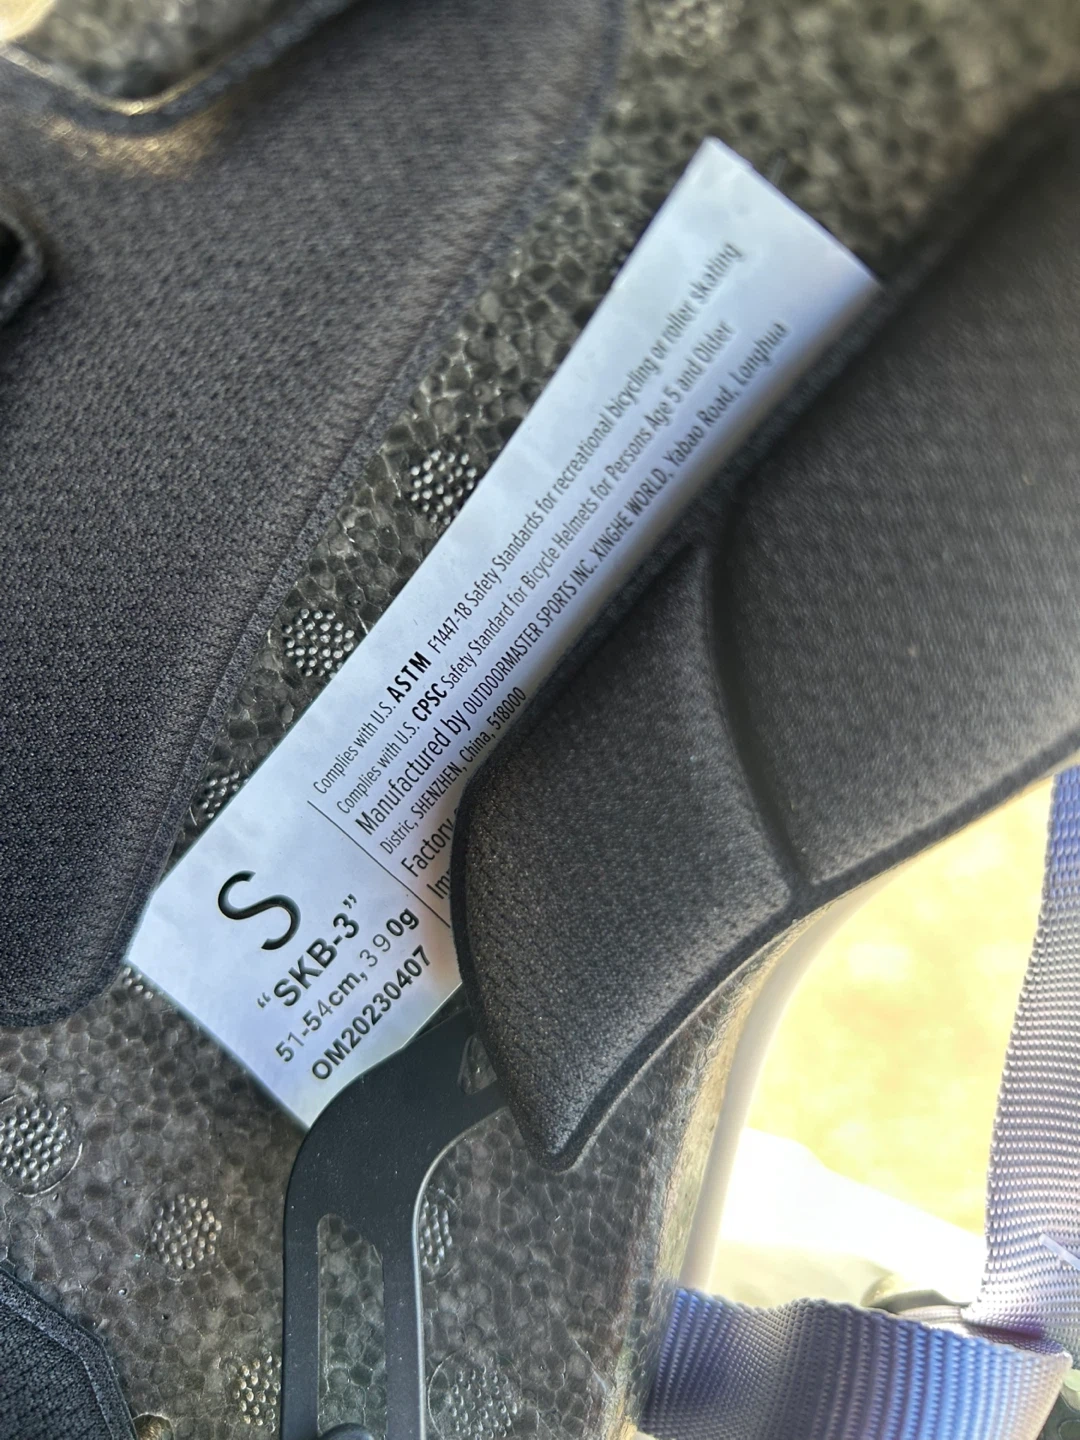 S
“SKB-3”
51-54cm, 390g
OM20230407
Complies with U.S. ASTM F1447-18 Safety Standards for recreational bicycling or roller skating
Complies with U.S. CPSC Safety Standard for Bicycle Helmets for Persons Age 5 and Older
Manufactured by OUTDOORMASTER SPORTS INC. XINGHE WORLD, Yabao Road, Longhua
Distric, SHENZHEN, China, 518000
Factory